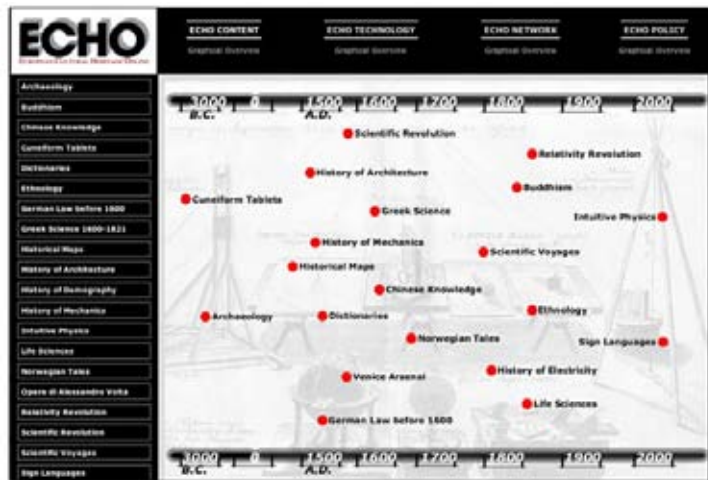 ECHO
EUROPEAN CULTURAL HERITAGE ONLINE
ECHO CONTENT
Graphical Overview
ECHO TECHNOLOGY
Graphical Overview
ECHO NETWORK
Graphical Overview
ECHO POLICY
Graphical Overview
Archaeology
Buddhism
Chinese Knowledge
Cuneiform Tablets
Dictionaries
Ethnology
German Law before 1600
Greek Science 1600-1821
Historical Maps
History of Architecture
History of Demography
History of Mechanics
Intuitive Physics
Life Sciences
Norwegian Tales
Opere di Alessandro Volta
Relativity Revolution
Scientific Revolution
Scientific Voyages
Sign Languages
3000 0 1500 1600 1700 1800 1900 2000
B.C. A.D.
Scientific Revolution
Relativity Revolution
History of Architecture
Buddhism
Cuneiform Tablets
Greek Science
Intuitive Physics
History of Mechanics
Scientific Voyages
Historical Maps
Chinese Knowledge
Archaeology
Dictionaries
Ethnology
Norwegian Tales
Sign Languages
History of Electricity
Venice Arsenal
Life Sciences
German Law before 1600
3000 0 1500 1600 1700 1800 1900 2000
B.C. A.D.